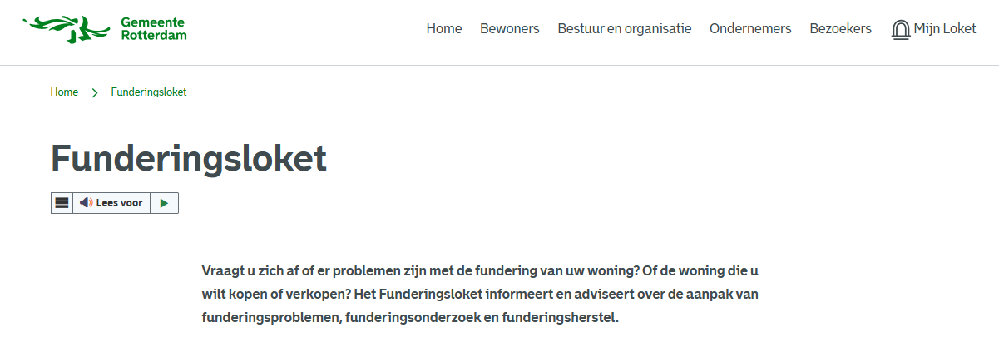 Gemeente
Rotterdam
Home Bewoners Bestuur en organisatie Ondernemers Bezoekers Mijn Loket
Home > Funderingsloket
Funderingsloket
Lees voor
Vraagt u zich af of er problemen zijn met de fundering van uw woning? Of de woning die u
wilt kopen of verkopen? Het Funderingsloket informeert en adviseert over de aanpak van
funderingsproblemen, funderingsonderzoek en funderingsherstel.